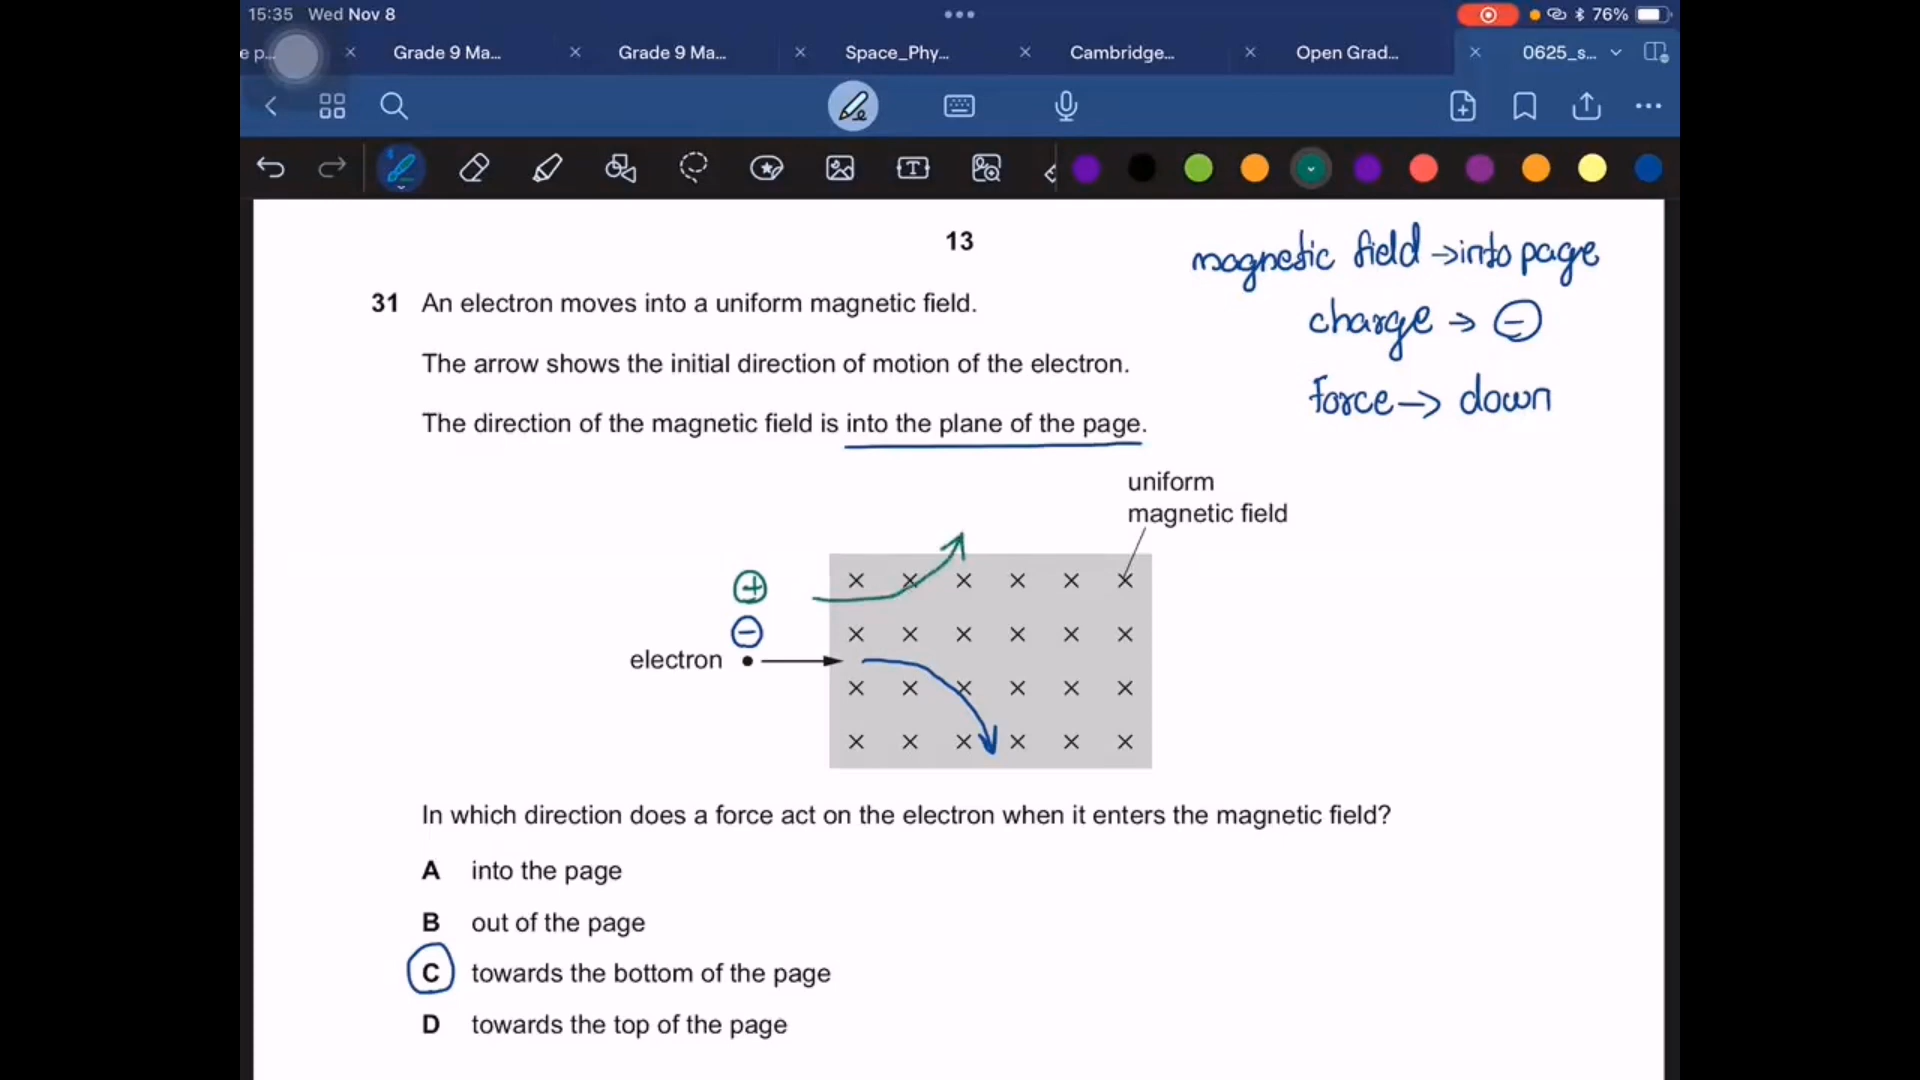 15:35 Wed Nov 8
76%
e p... Grade 9 Ma... Grade 9 Ma... Space_Phy... Cambridge... Open Grad... 0625_s...
13
magnetic field → into page
charge → ⊖
force → down
31 An electron moves into a uniform magnetic field.
The arrow shows the initial direction of motion of the electron.
The direction of the magnetic field is into the plane of the page.
uniform
magnetic field
+
−
electron
In which direction does a force act on the electron when it enters the magnetic field?
A into the page
B out of the page
C towards the bottom of the page
D towards the top of the page